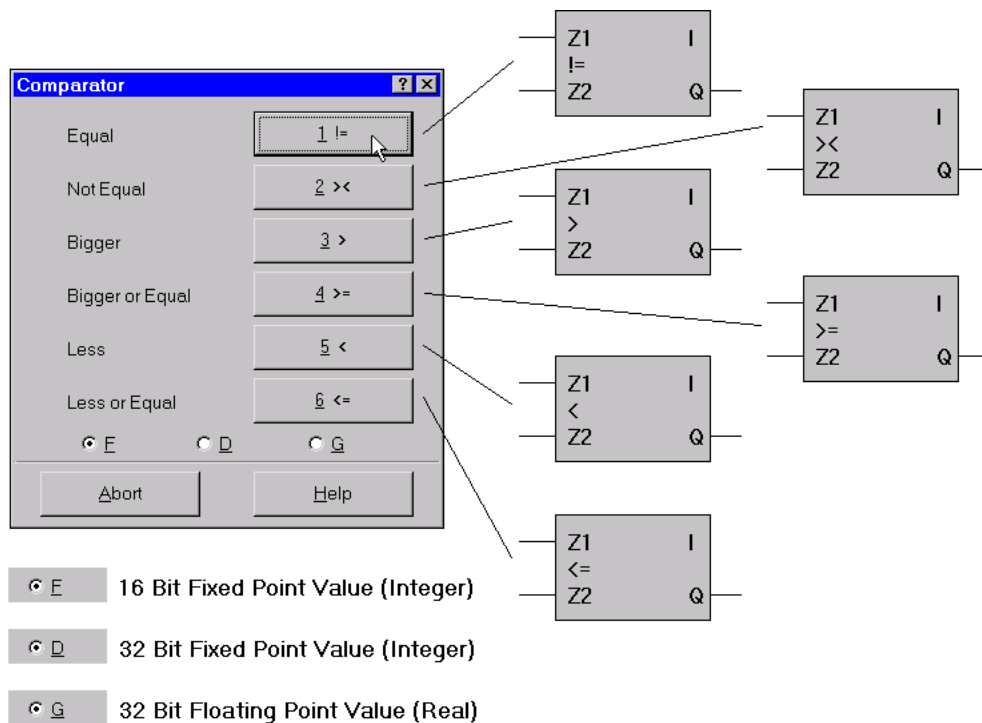 Comparator
Equal 1 !=
Not Equal 2 ><
Bigger 3 >
Bigger or Equal 4 >=
Less 5 <
Less or Equal 6 <=
F D G
Abort Help
Z1 I
!=
Z2 Q
Z1 I
><
Z2 Q
Z1 I
>
Z2 Q
Z1 I
>=
Z2 Q
Z1 I
<
Z2 Q
Z1 I
<=
Z2 Q
F 16 Bit Fixed Point Value (Integer)
D 32 Bit Fixed Point Value (Integer)
G 32 Bit Floating Point Value (Real)